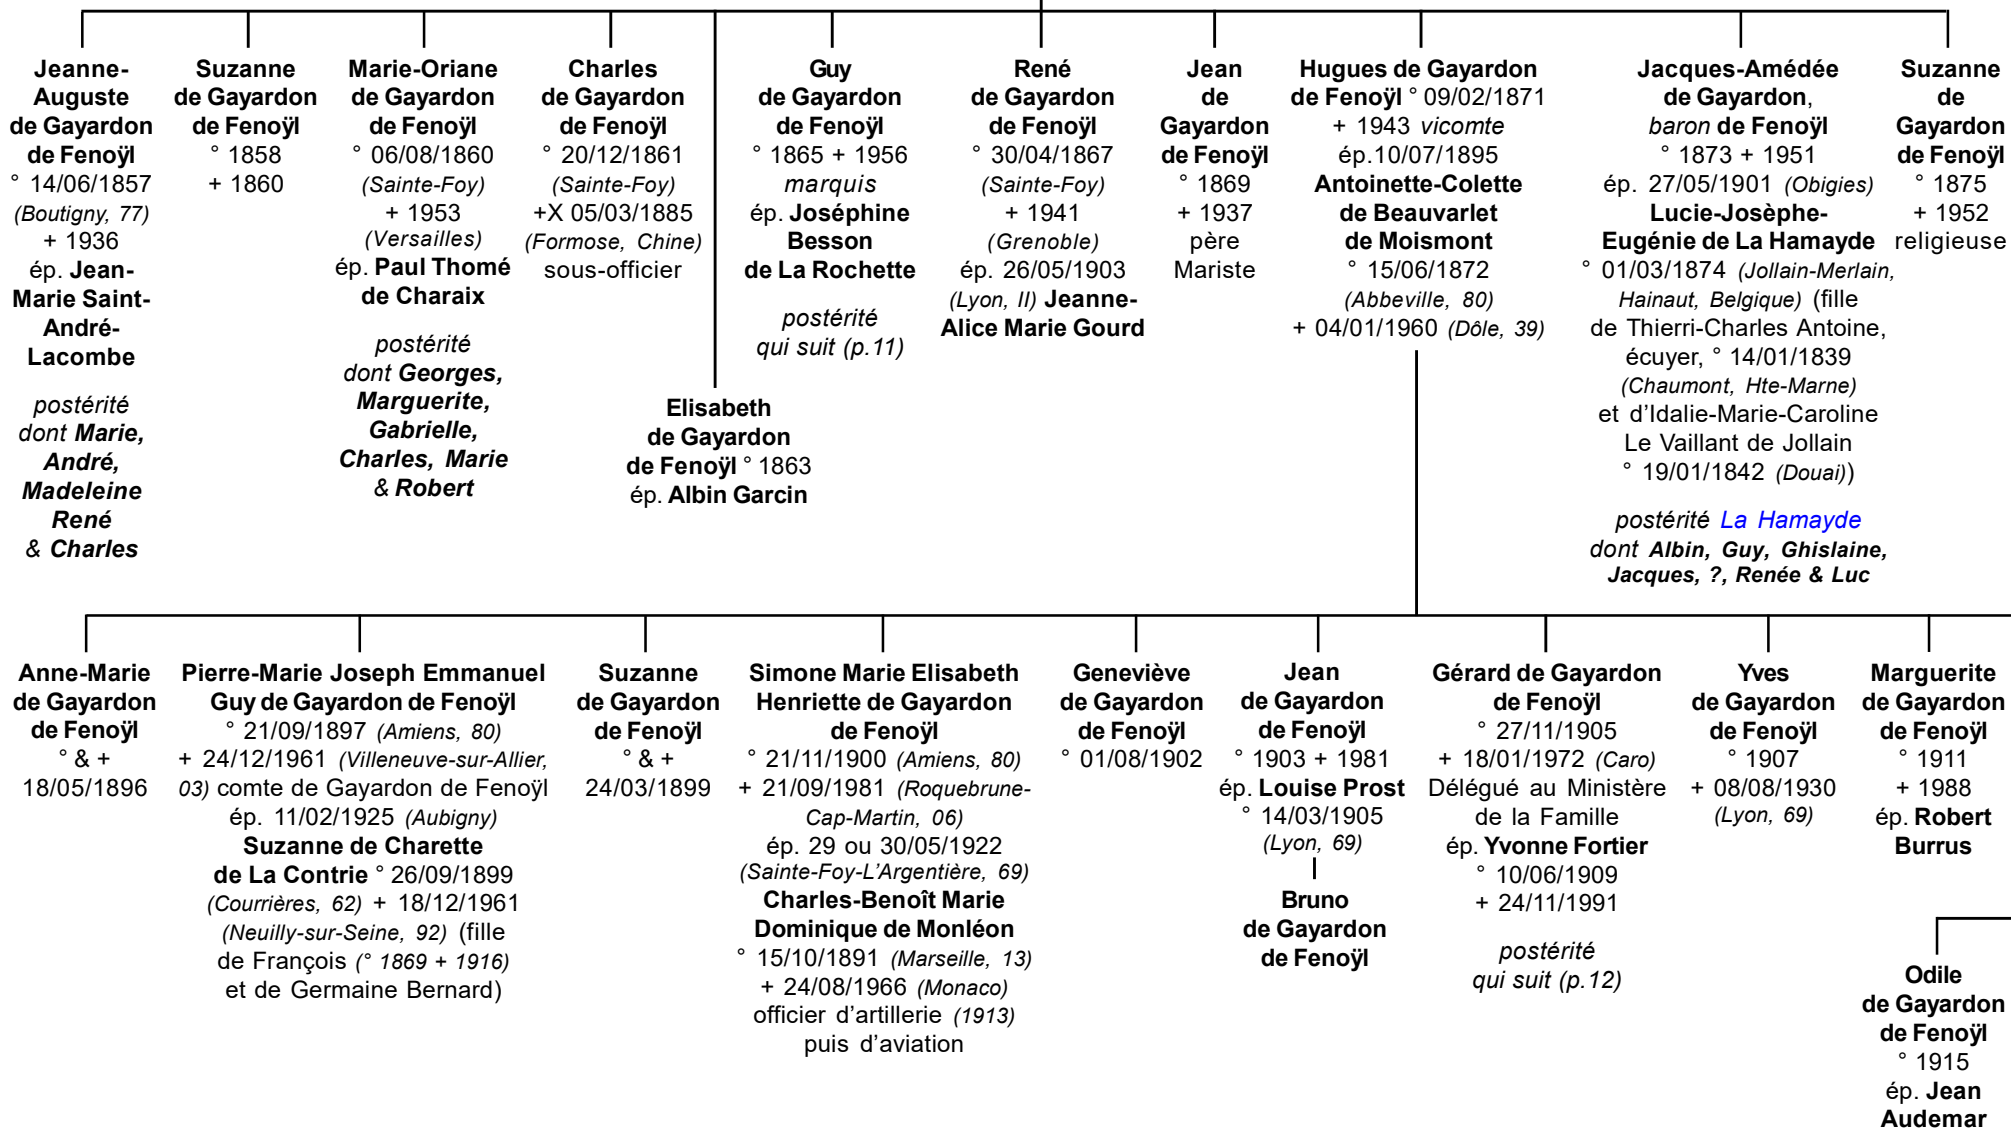 Jeanne-
Auguste
de Gayardon
de Fenoÿl
° 14/06/1857
(Boutigny, 77)
+ 1936
ép. Jean-
Marie Saint-
André-
Lacombe
postérité
dont Marie,
André,
Madeleine
René
& Charles
Suzanne
de Gayardon
de Fenoÿl
° 1858
+ 1860
Marie-Oriane
de Gayardon
de Fenoÿl
° 06/08/1860
(Sainte-Foy)
+ 1953
(Versailles)
ép. Paul Thomé
de Charaix
postérité
dont Georges,
Marguerite,
Gabrielle,
Charles, Marie
& Robert
Charles
de Gayardon
de Fenoÿl
° 20/12/1861
(Sainte-Foy)
+X 05/03/1885
(Formose, Chine)
sous-officier
Elisabeth
de Gayardon
de Fenoÿl ° 1863
ép. Albin Garcin
Guy
de Gayardon
de Fenoÿl
° 1865 + 1956
marquis
ép. Joséphine
Besson
de La Rochette
postérité
qui suit (p.11)
René
de Gayardon
de Fenoÿl
° 30/04/1867
(Sainte-Foy)
+ 1941
(Grenoble)
ép. 26/05/1903
(Lyon, II) Jeanne-
Alice Marie Gourd
Jean
de
Gayardon
de Fenoÿl
° 1869
+ 1937
père
Mariste
Hugues de Gayardon
de Fenoÿl ° 09/02/1871
+ 1943 vicomte
ép.10/07/1895
Antoinette-Colette
de Beauvarlet
de Moismont
° 15/06/1872
(Abbeville, 80)
+ 04/01/1960 (Dôle, 39)
Jacques-Amédée
de Gayardon,
baron de Fenoÿl
° 1873 + 1951
ép. 27/05/1901 (Obigies)
Lucie-Josèphe-
Eugénie de La Hamayde
° 01/03/1874 (Jollain-Merlain,
Hainaut, Belgique) (fille
de Thierri-Charles Antoine,
écuyer, ° 14/01/1839
(Chaumont, Hte-Marne)
et d'Idalie-Marie-Caroline
Le Vaillant de Jollain
° 19/01/1842 (Douai))
postérité La Hamayde
dont Albin, Guy, Ghislaine,
Jacques, ?, Renée & Luc
Suzanne
de
Gayardon
de Fenoÿl
° 1875
+ 1952
religieuse
Anne-Marie
de Gayardon
de Fenoÿl
° & +
18/05/1896
Pierre-Marie Joseph Emmanuel
Guy de Gayardon de Fenoÿl
° 21/09/1897 (Amiens, 80)
+ 24/12/1961 (Villeneuve-sur-Allier,
03) comte de Gayardon de Fenoÿl
ép. 11/02/1925 (Aubigny)
Suzanne de Charette
de La Contrie ° 26/09/1899
(Courrières, 62) + 18/12/1961
(Neuilly-sur-Seine, 92) (fille
de François (° 1869 + 1916)
et de Germaine Bernard)
Suzanne
de Gayardon
de Fenoÿl
° & +
24/03/1899
Simone Marie Elisabeth
Henriette de Gayardon
de Fenoÿl
° 21/11/1900 (Amiens, 80)
+ 21/09/1981 (Roquebrune-
Cap-Martin, 06)
ép. 29 ou 30/05/1922
(Sainte-Foy-L'Argentière, 69)
Charles-Benoît Marie
Dominique de Monléon
° 15/10/1891 (Marseille, 13)
+ 24/08/1966 (Monaco)
officier d'artillerie (1913)
puis d'aviation
Geneviève
de Gayardon
de Fenoÿl
° 01/08/1902
Jean
de Gayardon
de Fenoÿl
° 1903 + 1981
ép. Louise Prost
° 14/03/1905
(Lyon, 69)
Bruno
de Gayardon
de Fenoÿl
Gérard de Gayardon
de Fenoÿl
° 27/11/1905
+ 18/01/1972 (Caro)
Délégué au Ministère
de la Famille
ép. Yvonne Fortier
° 10/06/1909
+ 24/11/1991
postérité
qui suit (p.12)
Yves
de Gayardon
de Fenoÿl
° 1907
+ 08/08/1930
(Lyon, 69)
Marguerite
de Gayardon
de Fenoÿl
° 1911
+ 1988
ép. Robert
Burrus
Odile
de Gayardon
de Fenoÿl
° 1915
ép. Jean
Audemar